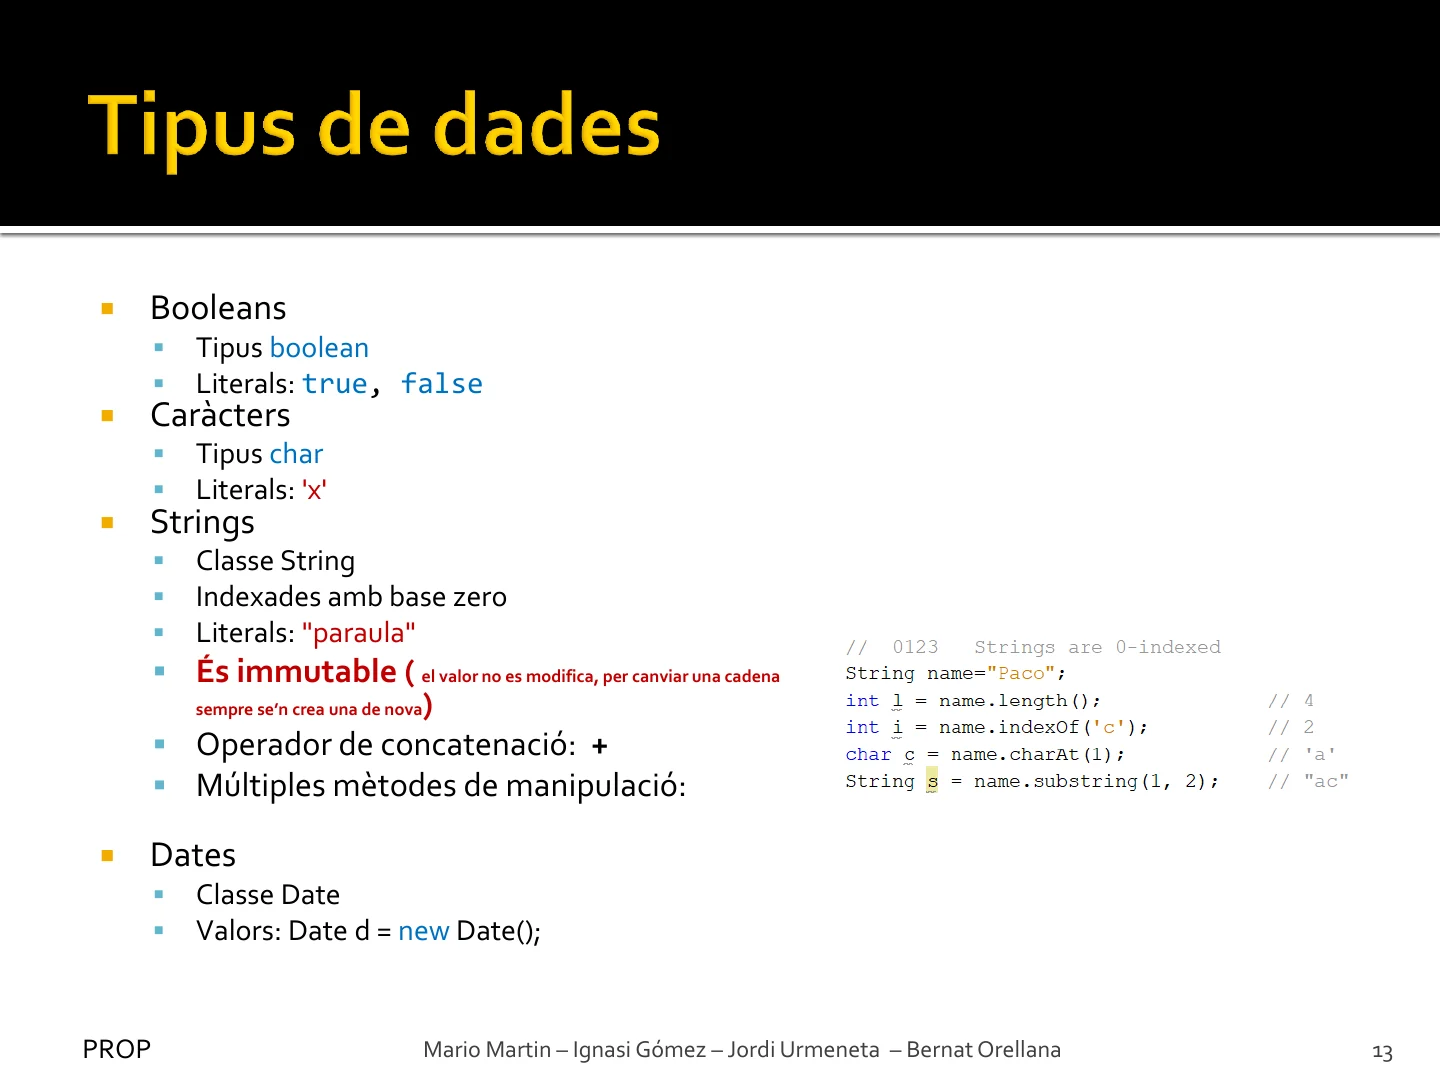 Tipus de dades
Booleans
Tipus boolean
Literals: true, false
Caràcters
Tipus char
Literals: 'x'
Strings
Classe String
Indexades amb base zero
Literals: "paraula"
És immutable ( el valor no es modifica, per canviar una cadena
sempre se'n crea una de nova)
Operador de concatenació: +
Múltiples mètodes de manipulació:
//  0123   Strings are 0-indexed
String name="Paco";
int l = name.length(); // 4
int i = name.indexOf('c'); // 2
char c = name.charAt(1); // 'a'
String s = name.substring(1, 2); // "ac"
Dates
Classe Date
Valors: Date d = new Date();
PROP
Mario Martin – Ignasi Gómez – Jordi Urmeneta – Bernat Orellana
13